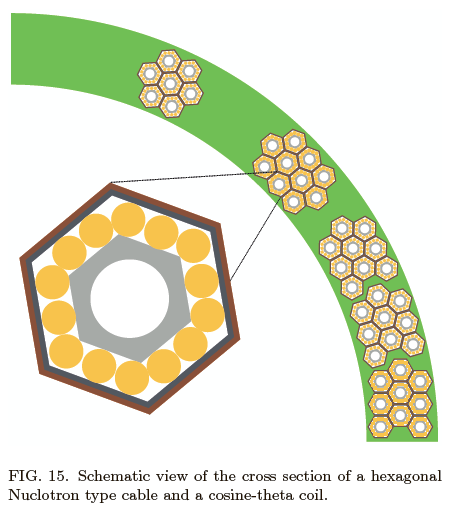 FIG. 15. Schematic view of the cross section of a hexagonal
Nuclotron type cable and a cosine-theta coil.